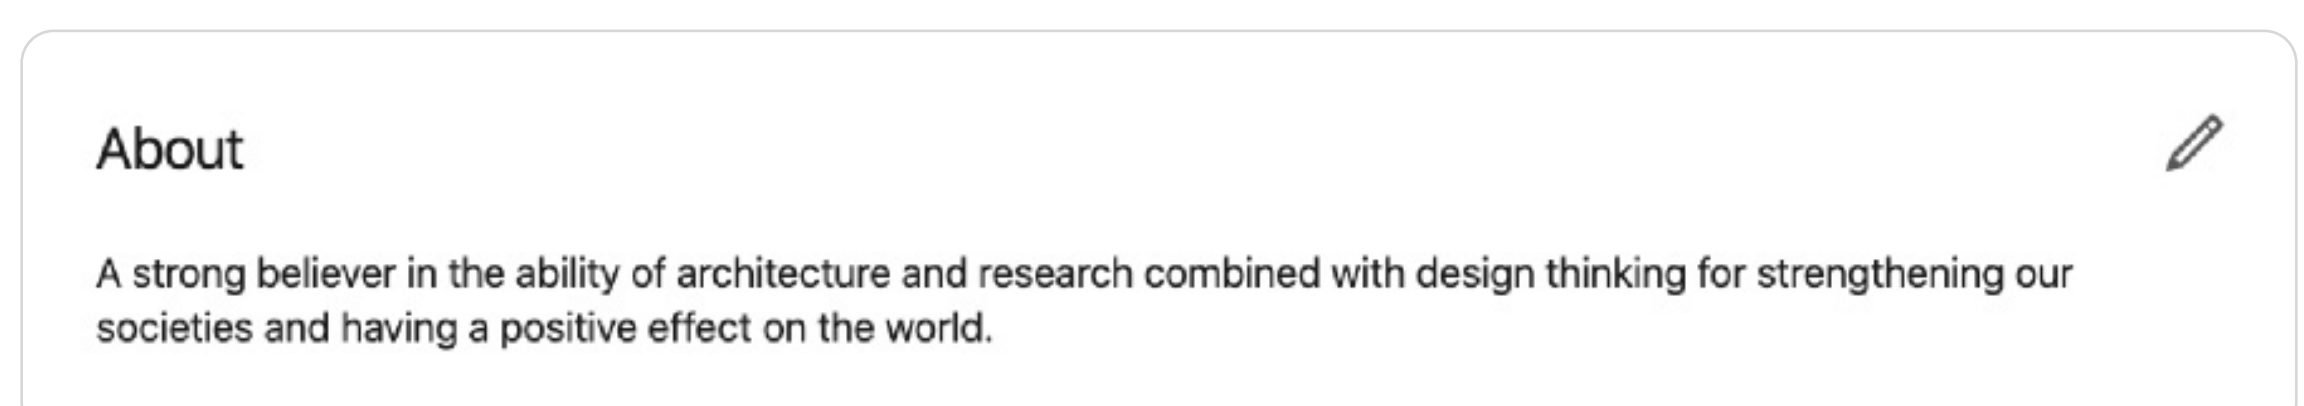 About
A strong believer in the ability of architecture and research combined with design thinking for strengthening our
societies and having a positive effect on the world.